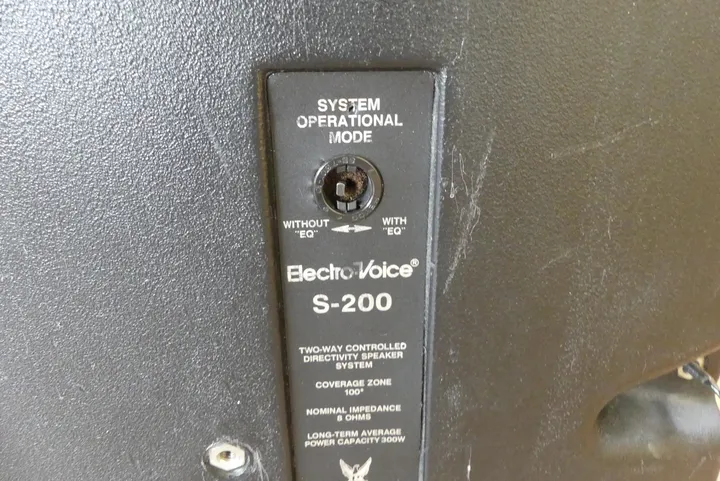 SYSTEM
OPERATIONAL
MODE
WITHOUT WITH
"EQ" "EQ"
Electro-Voice®
S-200
TWO-WAY CONTROLLED
DIRECTIVITY SPEAKER
SYSTEM
COVERAGE ZONE
100°
NOMINAL IMPEDANCE
8 OHMS
LONG-TERM AVERAGE
POWER CAPACITY 300W